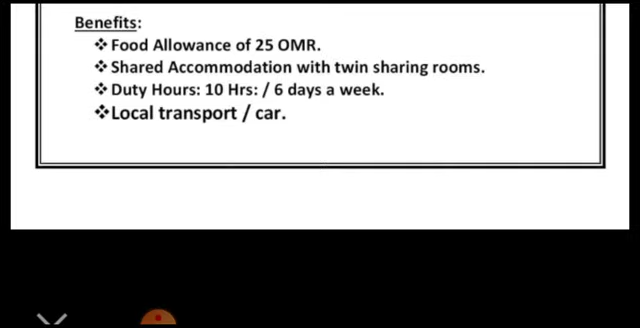 Benefits:
❖ Food Allowance of 25 OMR.
❖ Shared Accommodation with twin sharing rooms.
❖ Duty Hours: 10 Hrs: / 6 days a week.
❖ Local transport / car.